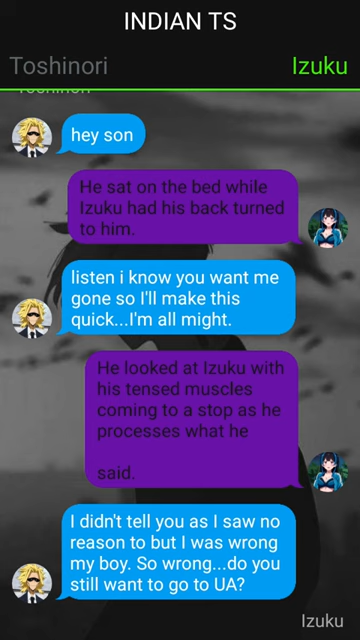 INDIAN TS
Toshinori Izuku
Toshinori
hey son
He sat on the bed while
Izuku had his back turned
to him.
listen i know you want me
gone so I'll make this
quick...I'm all might.
He looked at Izuku with
his tensed muscles
coming to a stop as he
processes what he
said.
I didn't tell you as I saw no
reason to but I was wrong
my boy. So wrong...do you
still want to go to UA?
Izuku